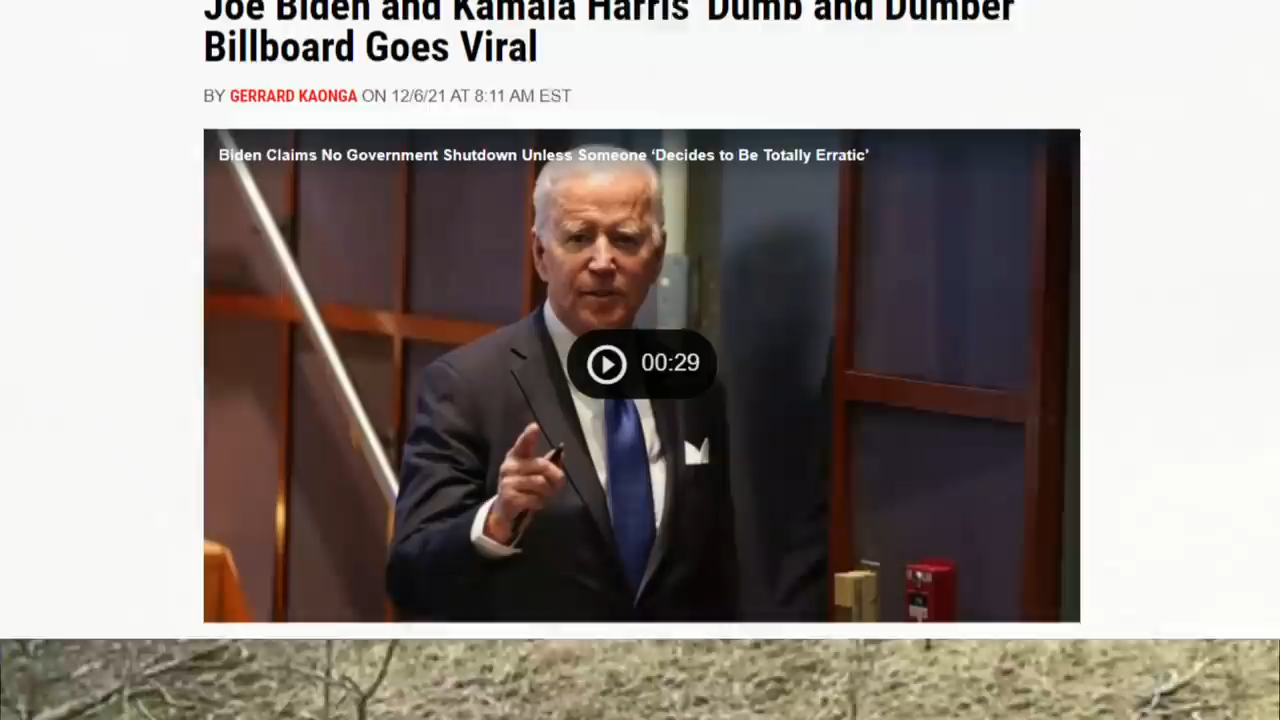 Joe Biden and Kamala Harris 'Dumb and Dumber'
Billboard Goes Viral
BY GERRARD KAONGA ON 12/6/21 AT 8:11 AM EST
Biden Claims No Government Shutdown Unless Someone ‘Decides to Be Totally Erratic’
00:29